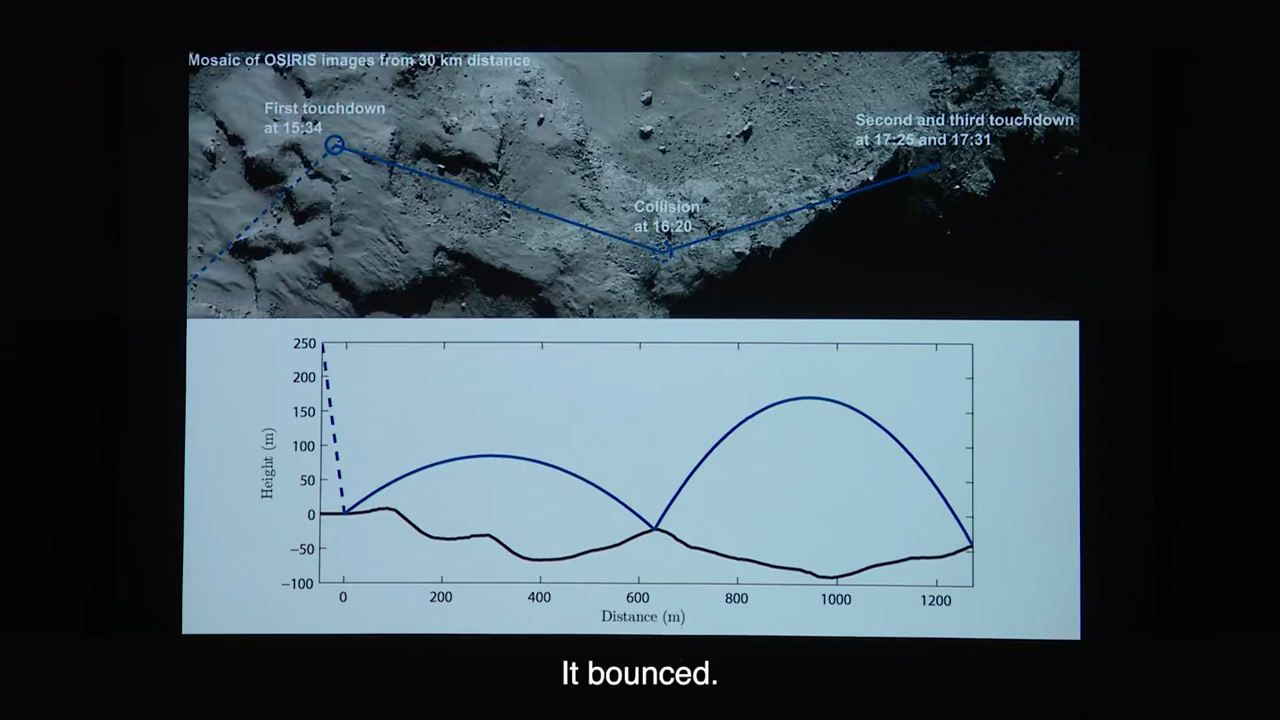 Mosaic of OSIRIS images from 30 km distance
First touchdown
at 15:34
Second and third touchdown
at 17:25 and 17:31
Collision
at 16:20
250
200
150
100
50
0
−50
−100
Height (m)
0 200 400 600 800 1000 1200
Distance (m)
It bounced.